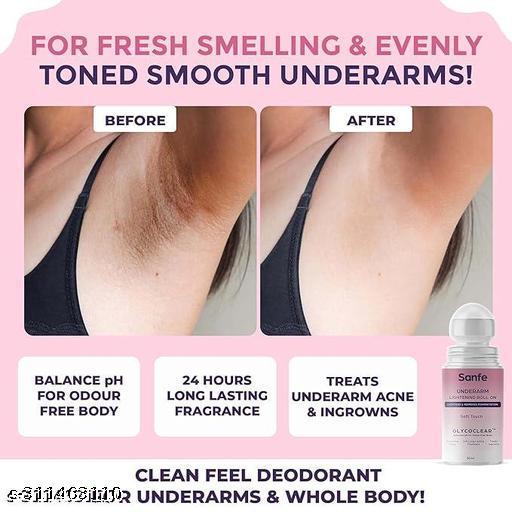 FOR FRESH SMELLING & EVENLY
TONED SMOOTH UNDERARMS!
BEFORE
AFTER
BALANCE pH
FOR ODOUR
FREE BODY
24 HOURS
LONG LASTING
FRAGRANCE
TREATS
UNDERARM ACNE
& INGROWNS
Sanfe
UNDERARM
LIGHTENING ROLL ON
Soft Touch
GLYCOCLEAR™
CLEAN FEEL DEODORANT
R UNDERARMS & WHOLE BODY!